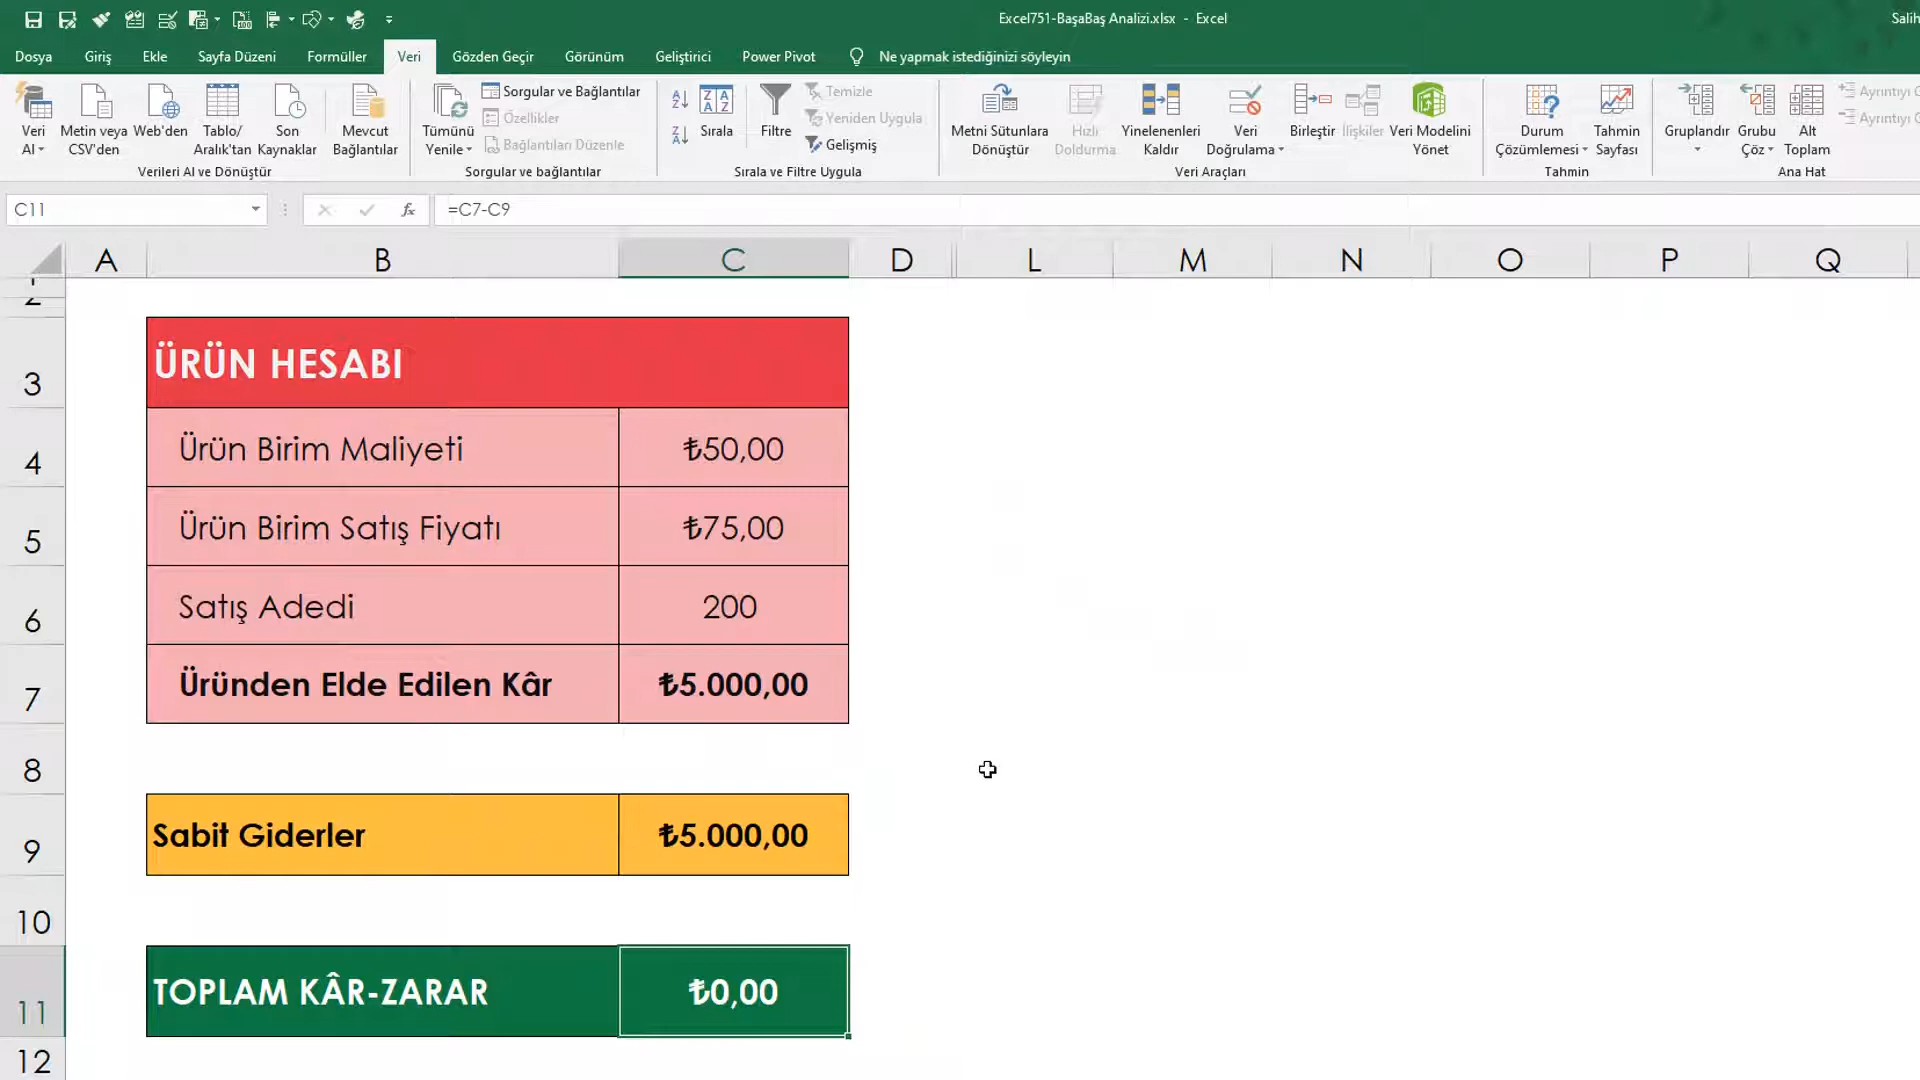 Excel751-BaşaBaş Analizi.xlsx - Excel
Salih
Dosya Giriş Ekle Sayfa Düzeni Formüller Veri Gözden Geçir Görünüm Geliştirici Power Pivot Ne yapmak istediğinizi söyleyin
Veri Al
Metin veya CSV'den
Web'den
Tablo/ Aralık'tan
Son Kaynaklar
Mevcut Bağlantılar
Verileri Al ve Dönüştür
Tümünü Yenile
Sorgular ve Bağlantılar
Özellikler
Bağlantıları Düzenle
Sorgular ve bağlantılar
Sırala
Filtre
Temizle
Yeniden Uygula
Gelişmiş
Sırala ve Filtre Uygula
Metni Sütunlara Dönüştür
Hızlı Doldurma
Yinelenenleri Kaldır
Veri Doğrulama
Birleştir
İlişkiler
Veri Modelini Yönet
Veri Araçları
Durum Çözümlemesi
Tahmin Sayfası
Tahmin
Gruplandır
Grubu Çöz
Alt Toplam
Ayrıntıyı G
Ayrıntıyı G
Ana Hat
C11 fx =C7-C9
A B C D L M N O P Q
2
3 ÜRÜN HESABI
4 Ürün Birim Maliyeti ₺50,00
5 Ürün Birim Satış Fiyatı ₺75,00
6 Satış Adedi 200
7 Üründen Elde Edilen Kâr ₺5.000,00
8
9 Sabit Giderler ₺5.000,00
10
11 TOPLAM KÂR-ZARAR ₺0,00
12